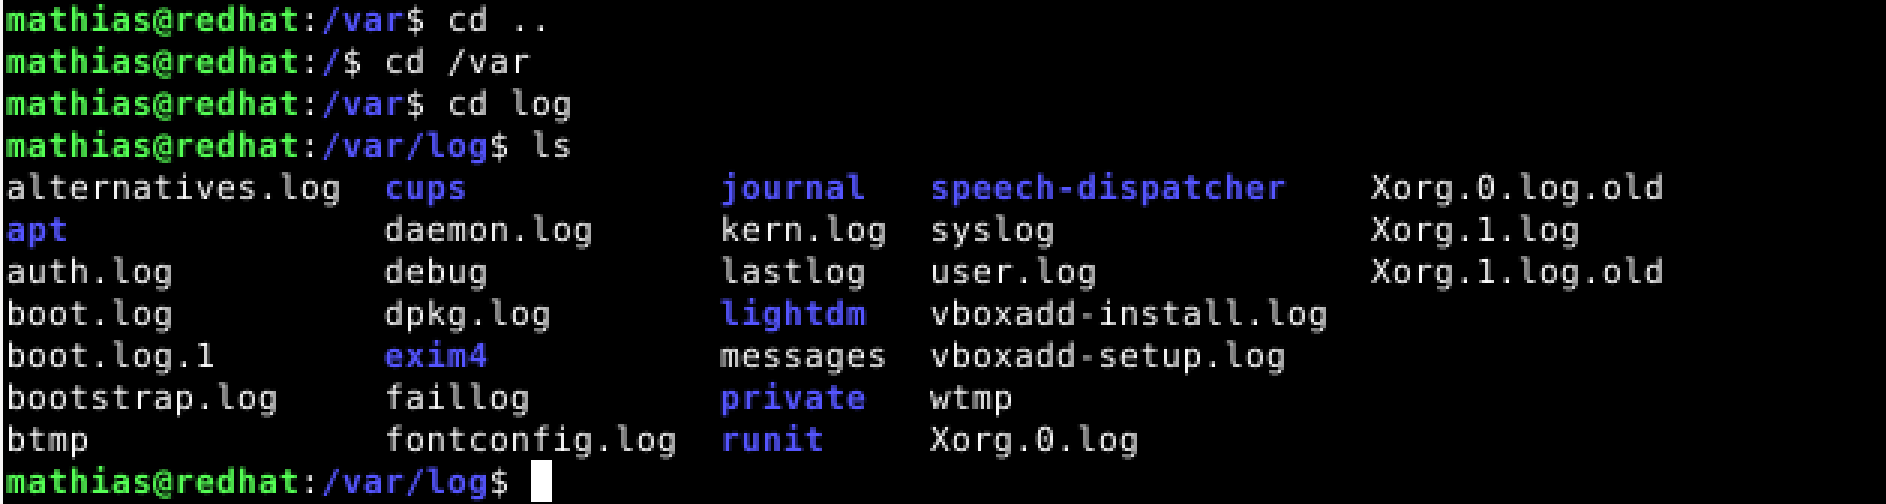 mathias@redhat:/var$ cd ..
mathias@redhat:/$ cd /var
mathias@redhat:/var$ cd log
mathias@redhat:/var/log$ ls
alternatives.log  cups            journal   speech-dispatcher    Xorg.0.log.old
apt               daemon.log      kern.log  syslog               Xorg.1.log
auth.log          debug           lastlog   user.log             Xorg.1.log.old
boot.log          dpkg.log        lightdm   vboxadd-install.log
boot.log.1        exim4           messages  vboxadd-setup.log
bootstrap.log     faillog         private   wtmp
btmp              fontconfig.log  runit     Xorg.0.log
mathias@redhat:/var/log$